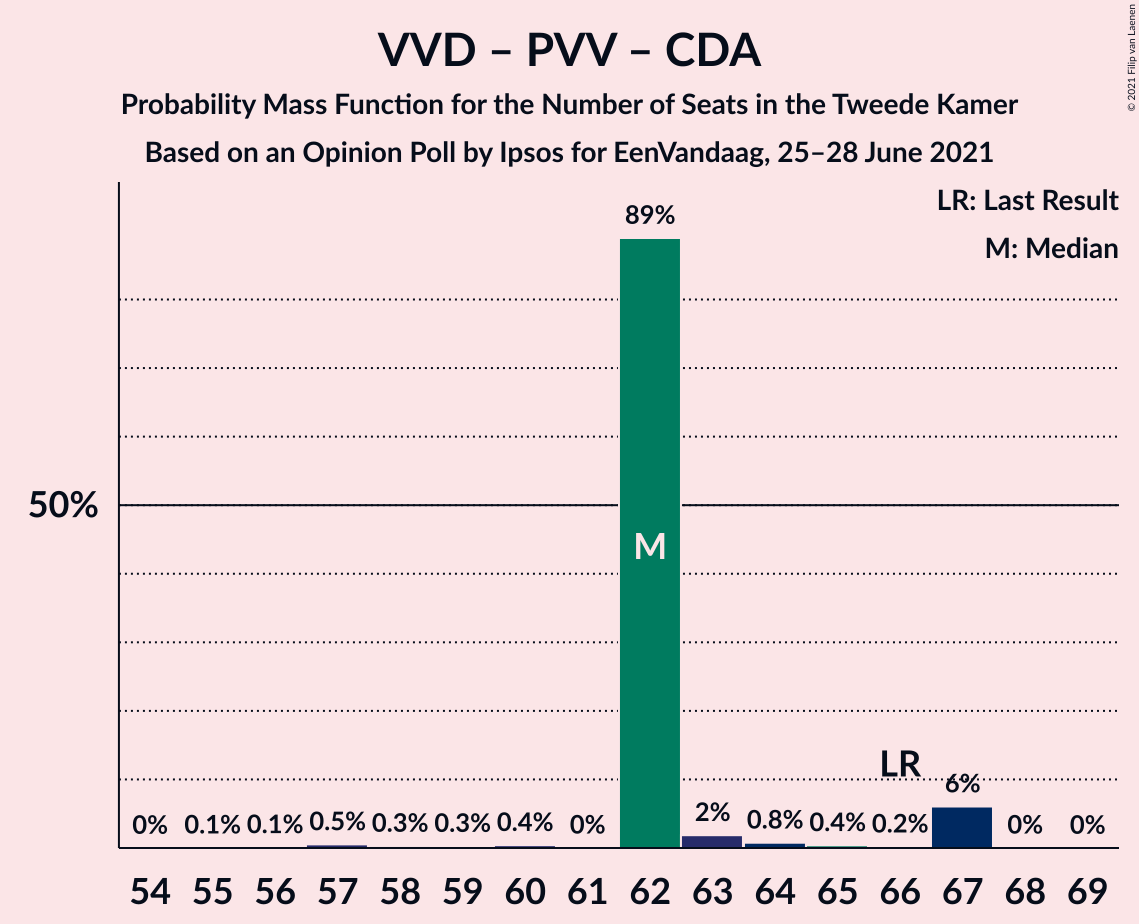 VVD – PVV – CDA
Probability Mass Function for the Number of Seats in the Tweede Kamer
Based on an Opinion Poll by Ipsos for EenVandaag, 25–28 June 2021
© 2021 Filip van Laenen
LR: Last Result
M: Median
89%
50%
M
LR
0% 0.1% 0.1% 0.5% 0.3% 0.3% 0.4% 0% 2% 0.8% 0.4% 0.2% 6% 0% 0%
54 55 56 57 58 59 60 61 62 63 64 65 66 67 68 69